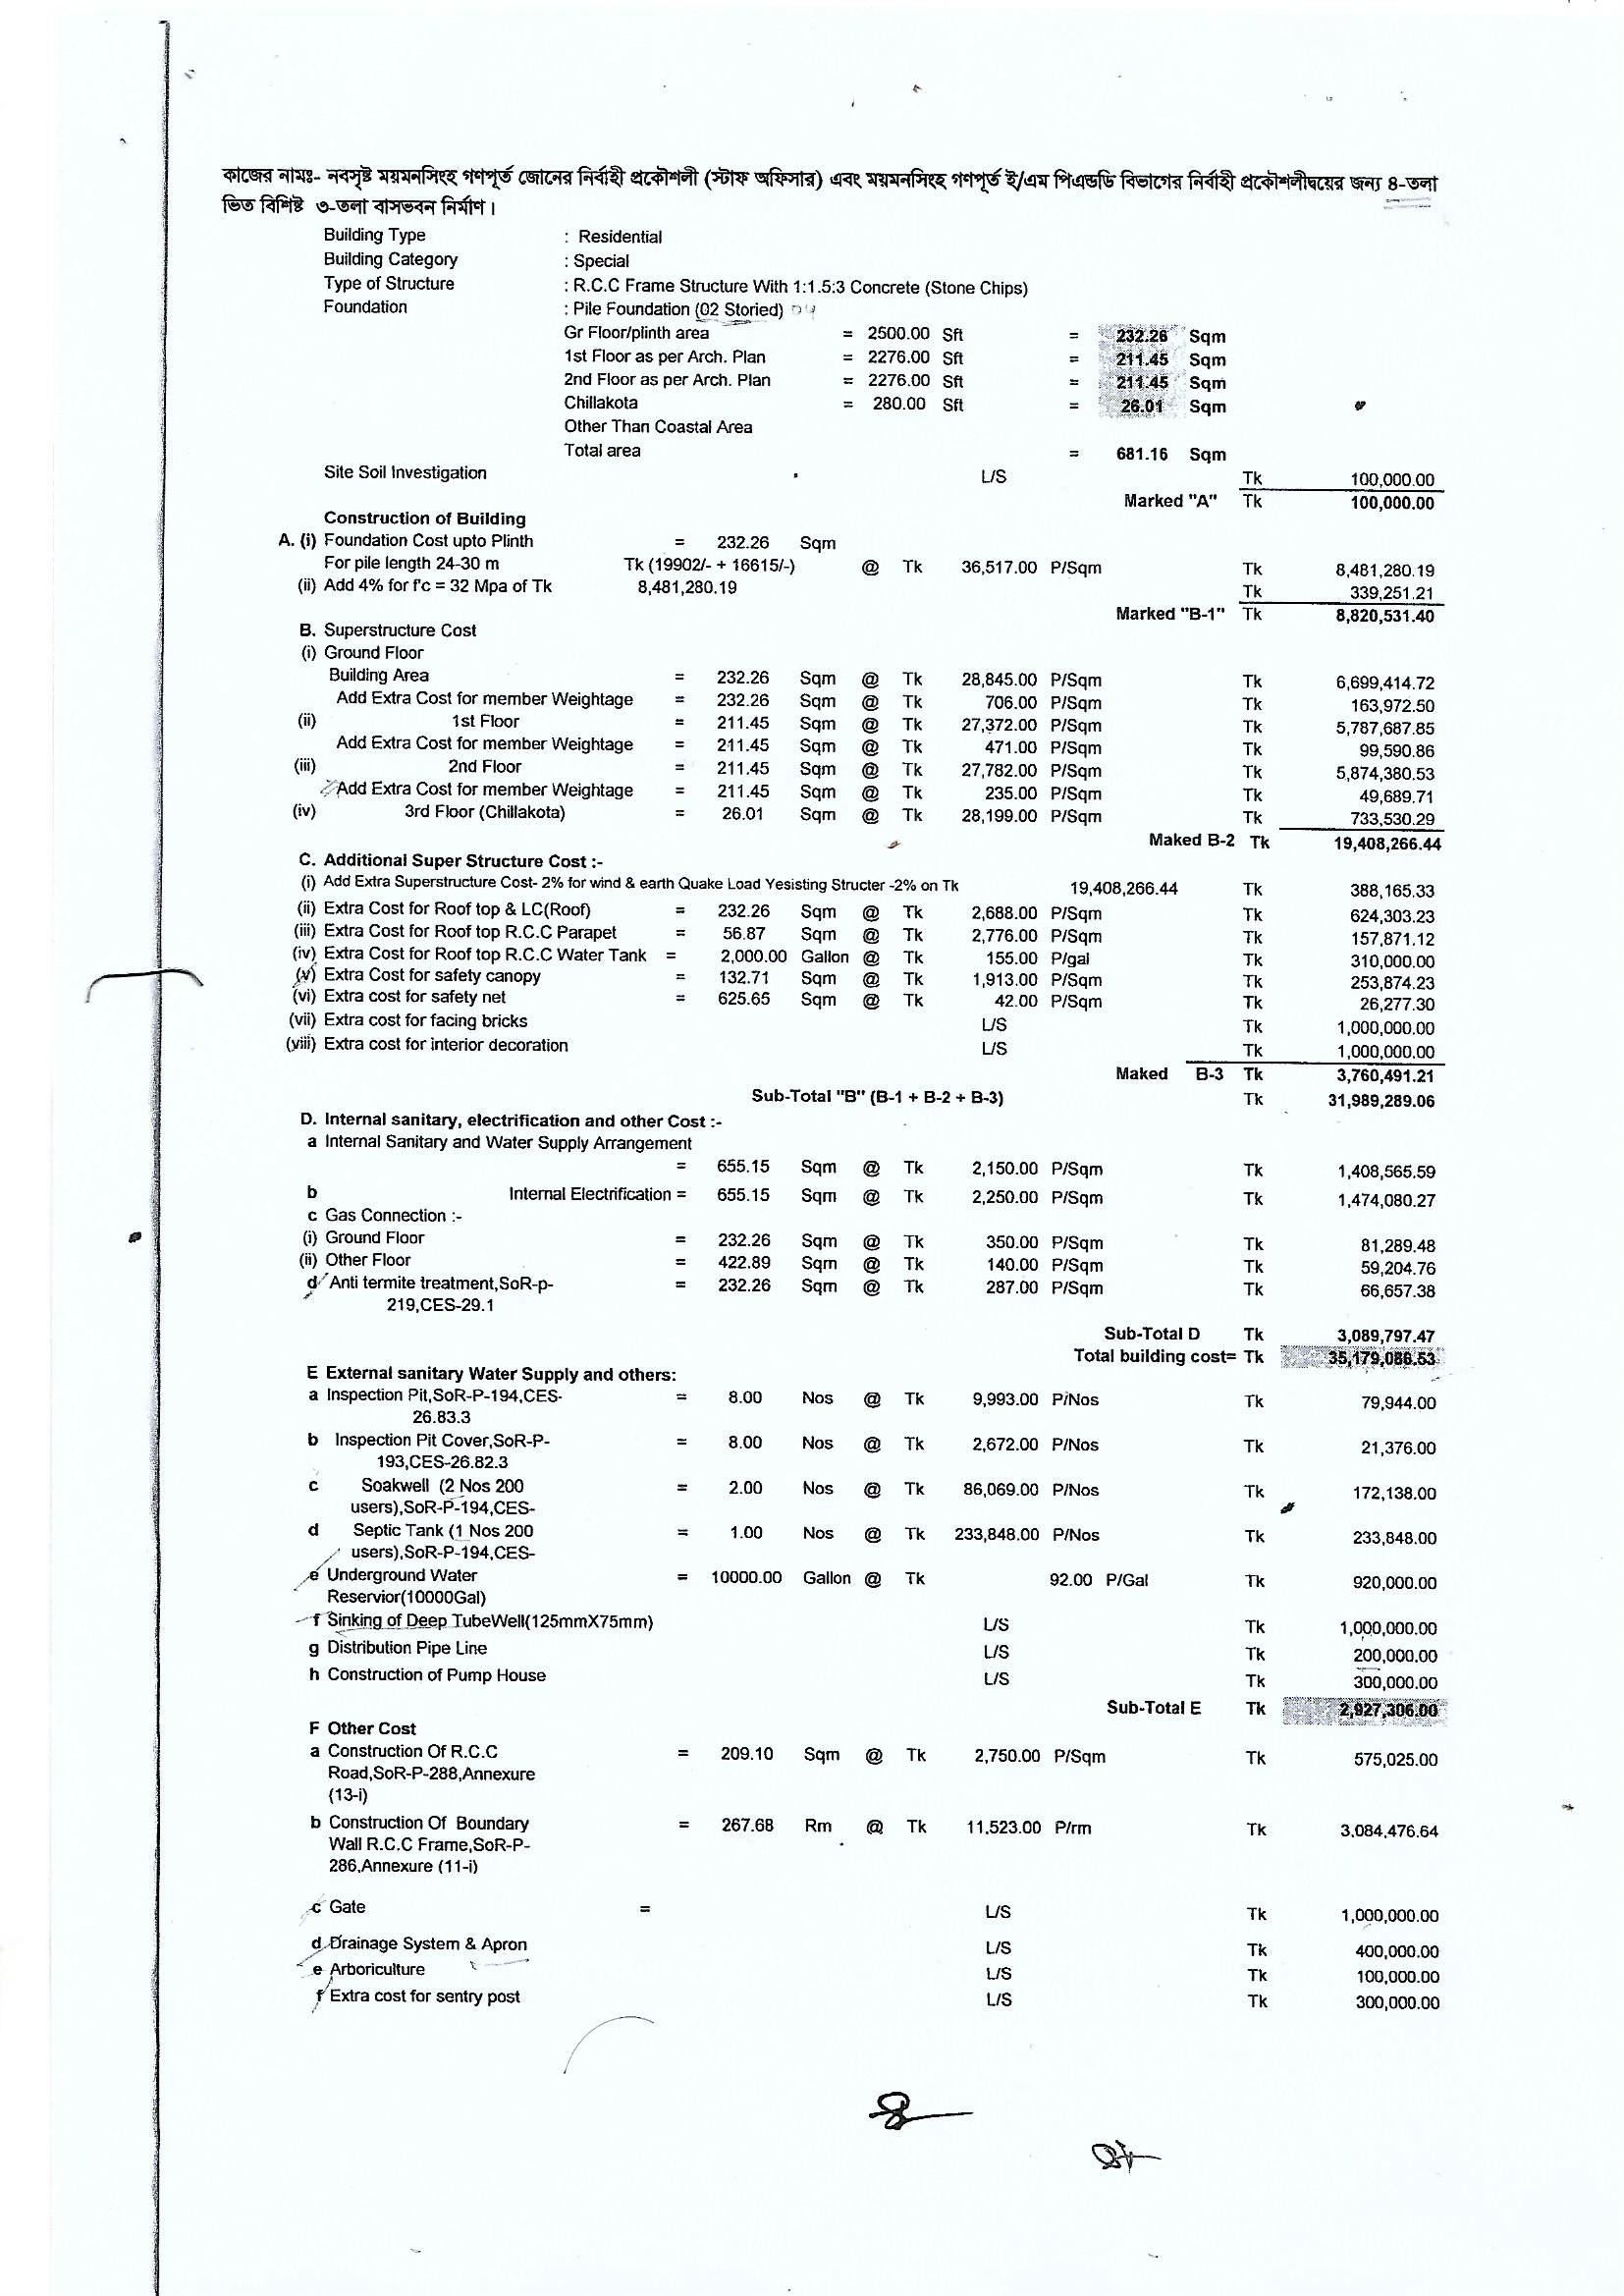 কাজের নামঃ- নবসৃষ্ট ময়মনসিংহ গণপূর্ত জোনের নির্বাহী প্রকৌশলী (স্টাফ অফিসার) এবং ময়মনসিংহ গণপূর্ত ই/এম পিএন্ডডি বিভাগের নির্বাহী প্রকৌশলীদ্বয়ের জন্য ৪-তলা
ভিত বিশিষ্ট ৩-তলা বাসভবন নির্মাণ।
Building Type : Residential
Building Category : Special
Type of Structure : R.C.C Frame Structure With 1:1.5:3 Concrete (Stone Chips)
Foundation : Pile Foundation (02 Storied) 04
Gr Floor/plinth area = 2500.00 Sft = 232.26 Sqm
1st Floor as per Arch. Plan = 2276.00 Sft = 211.45 Sqm
2nd Floor as per Arch. Plan = 2276.00 Sft = 211.45 Sqm
Chillakota = 280.00 Sft = 26.01 Sqm
Other Than Coastal Area
Total area = 681.16 Sqm
Site Soil Investigation L/S Tk 100,000.00
Marked "A" Tk 100,000.00
Construction of Building
A. (i) Foundation Cost upto Plinth = 232.26 Sqm
For pile length 24-30 m Tk (19902/- + 16615/-) @ Tk 36,517.00 P/Sqm Tk 8,481,280.19
(ii) Add 4% for f'c = 32 Mpa of Tk 8,481,280.19 Tk 339,251.21
Marked "B-1" Tk 8,820,531.40
B. Superstructure Cost
(i) Ground Floor
Building Area = 232.26 Sqm @ Tk 28,845.00 P/Sqm Tk 6,699,414.72
Add Extra Cost for member Weightage = 232.26 Sqm @ Tk 706.00 P/Sqm Tk 163,972.50
(ii) 1st Floor = 211.45 Sqm @ Tk 27,372.00 P/Sqm Tk 5,787,687.85
Add Extra Cost for member Weightage = 211.45 Sqm @ Tk 471.00 P/Sqm Tk 99,590.86
(iii) 2nd Floor = 211.45 Sqm @ Tk 27,782.00 P/Sqm Tk 5,874,380.53
Add Extra Cost for member Weightage = 211.45 Sqm @ Tk 235.00 P/Sqm Tk 49,689.71
(iv) 3rd Floor (Chillakota) = 26.01 Sqm @ Tk 28,199.00 P/Sqm Tk 733,530.29
Maked B-2 Tk 19,408,266.44
C. Additional Super Structure Cost :-
(i) Add Extra Superstructure Cost- 2% for wind & earth Quake Load Yesisting Structer -2% on Tk 19,408,266.44 Tk 388,165.33
(ii) Extra Cost for Roof top & LC(Roof) = 232.26 Sqm @ Tk 2,688.00 P/Sqm Tk 624,303.23
(iii) Extra Cost for Roof top R.C.C Parapet = 56.87 Sqm @ Tk 2,776.00 P/Sqm Tk 157,871.12
(iv) Extra Cost for Roof top R.C.C Water Tank = 2,000.00 Gallon @ Tk 155.00 P/gal Tk 310,000.00
(v) Extra Cost for safety canopy = 132.71 Sqm @ Tk 1,913.00 P/Sqm Tk 253,874.23
(vi) Extra cost for safety net = 625.65 Sqm @ Tk 42.00 P/Sqm Tk 26,277.30
(vii) Extra cost for facing bricks L/S Tk 1,000,000.00
(viii) Extra cost for interior decoration L/S Tk 1,000,000.00
Maked B-3 Tk 3,760,491.21
Sub-Total "B" (B-1 + B-2 + B-3) Tk 31,989,289.06
D. Internal sanitary, electrification and other Cost :-
a Internal Sanitary and Water Supply Arrangement
= 655.15 Sqm @ Tk 2,150.00 P/Sqm Tk 1,408,565.59
b Internal Electrification = 655.15 Sqm @ Tk 2,250.00 P/Sqm Tk 1,474,080.27
c Gas Connection :-
(i) Ground Floor = 232.26 Sqm @ Tk 350.00 P/Sqm Tk 81,289.48
(ii) Other Floor = 422.89 Sqm @ Tk 140.00 P/Sqm Tk 59,204.76
d Anti termite treatment,SoR-p- = 232.26 Sqm @ Tk 287.00 P/Sqm Tk 66,657.38
219,CES-29.1
Sub-Total D Tk 3,089,797.47
Total building cost= Tk 35,179,086.53
E External sanitary Water Supply and others:
a Inspection Pit,SoR-P-194,CES- = 8.00 Nos @ Tk 9,993.00 P/Nos Tk 79,944.00
26.83.3
b Inspection Pit Cover,SoR-P- = 8.00 Nos @ Tk 2,672.00 P/Nos Tk 21,376.00
193,CES-26.82.3
c Soakwell (2 Nos 200 = 2.00 Nos @ Tk 86,069.00 P/Nos Tk 172,138.00
users),SoR-P-194,CES-
d Septic Tank (1 Nos 200 = 1.00 Nos @ Tk 233,848.00 P/Nos Tk 233,848.00
users),SoR-P-194,CES-
e Underground Water = 10000.00 Gallon @ Tk 92.00 P/Gal Tk 920,000.00
Reservior(10000Gal)
f Sinking of Deep TubeWell(125mmX75mm) L/S Tk 1,000,000.00
g Distribution Pipe Line L/S Tk 200,000.00
h Construction of Pump House L/S Tk 300,000.00
Sub-Total E Tk 2,927,306.00
F Other Cost
a Construction Of R.C.C = 209.10 Sqm @ Tk 2,750.00 P/Sqm Tk 575,025.00
Road,SoR-P-288,Annexure
(13-i)
b Construction Of Boundary = 267.68 Rm @ Tk 11,523.00 P/rm Tk 3,084,476.64
Wall R.C.C Frame,SoR-P-
286,Annexure (11-i)
c Gate = L/S Tk 1,000,000.00
d Drainage System & Apron L/S Tk 400,000.00
e Arboriculture L/S Tk 100,000.00
f Extra cost for sentry post L/S Tk 300,000.00